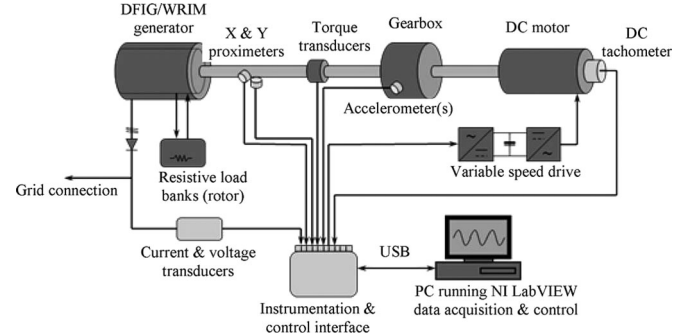 DFIG/WRIM
generator
X & Y
proximeters
Torque
transducers
Gearbox
DC motor
DC
tachometer
Accelerometer(s)
Resistive load
banks (rotor)
Variable speed drive
Grid connection
Current & voltage
transducers
USB
Instrumentation &
control interface
PC running NI LabVIEW
data acquisition & control